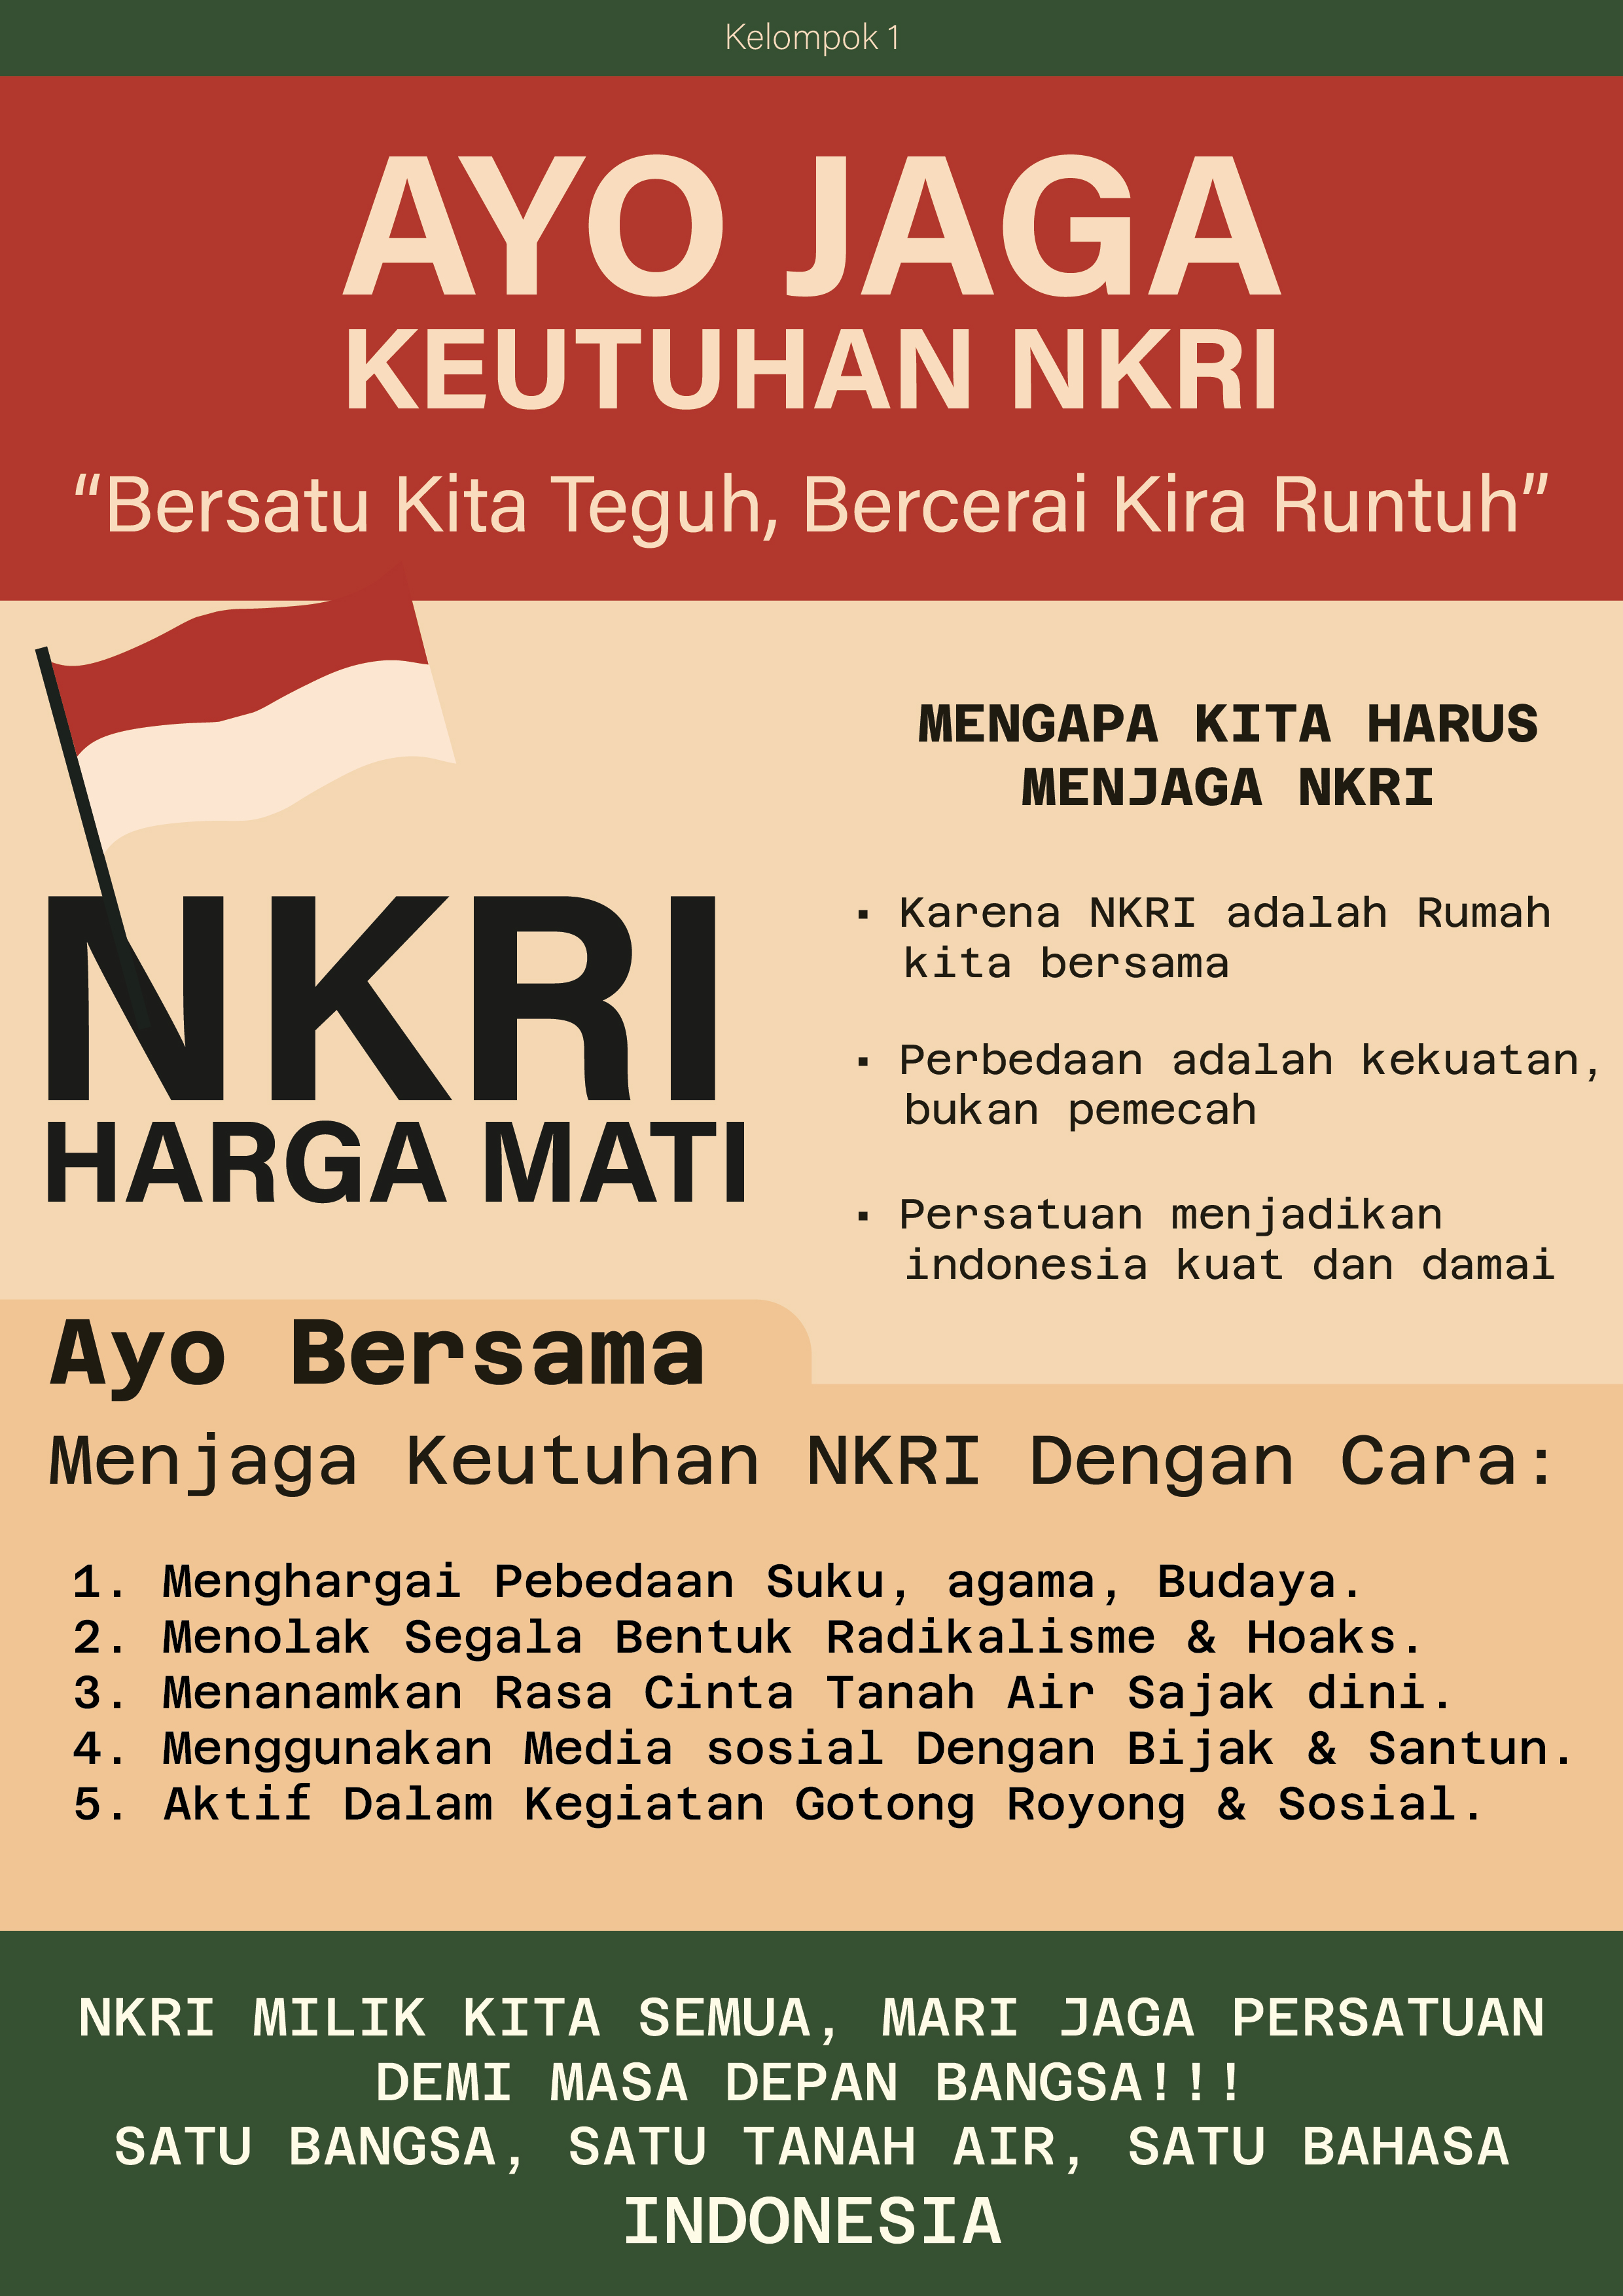 Kelompok 1
AYO JAGA
KEUTUHAN NKRI
“Bersatu Kita Teguh, Bercerai Kira Runtuh”
NKRI
HARGA MATI
MENGAPA KITA HARUS
MENJAGA NKRI
▪ Karena NKRI adalah Rumah
kita bersama
▪ Perbedaan adalah kekuatan,
bukan pemecah
▪ Persatuan menjadikan
indonesia kuat dan damai
Ayo Bersama
Menjaga Keutuhan NKRI Dengan Cara:
1. Menghargai Pebedaan Suku, agama, Budaya.
2. Menolak Segala Bentuk Radikalisme & Hoaks.
3. Menanamkan Rasa Cinta Tanah Air Sajak dini.
4. Menggunakan Media sosial Dengan Bijak & Santun.
5. Aktif Dalam Kegiatan Gotong Royong & Sosial.
NKRI MILIK KITA SEMUA, MARI JAGA PERSATUAN
DEMI MASA DEPAN BANGSA!!!
SATU BANGSA, SATU TANAH AIR, SATU BAHASA
INDONESIA